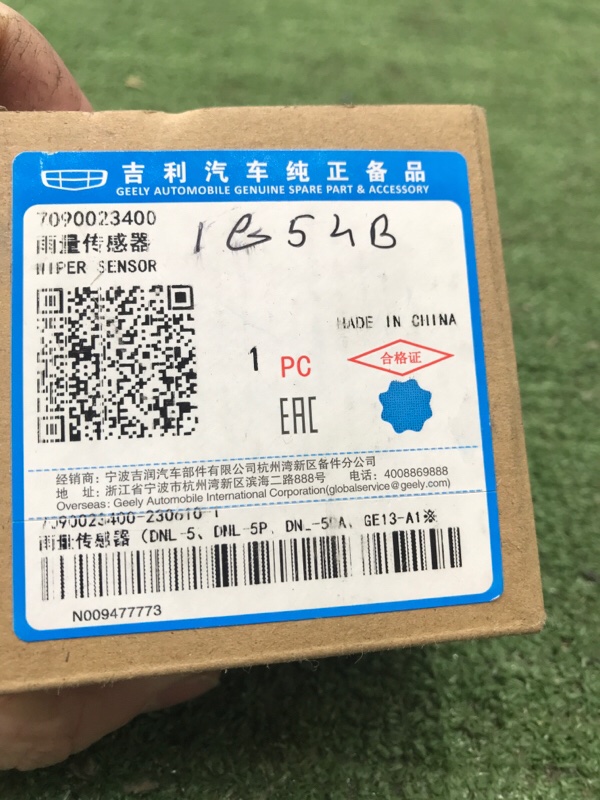 吉利汽车纯正备品
GEELY AUTOMOBILE GENUINE SPARE PART & ACCESSORY
7090023400
雨量传感器
WIPER SENSOR
MADE IN CHINA
1 PC
合格证
EAC
经销商：宁波吉润汽车部件有限公司杭州湾新区备件分公司
地 址：浙江省宁波市杭州湾新区滨海二路888号 电话：4008869888
Overseas: Geely Automobile International Corporation(globalservice@geely.com)
7090023400-230610-1
雨量传感器（DNL-5、DNL-5P、DNL-5PA、GE13-A1※
N009477773